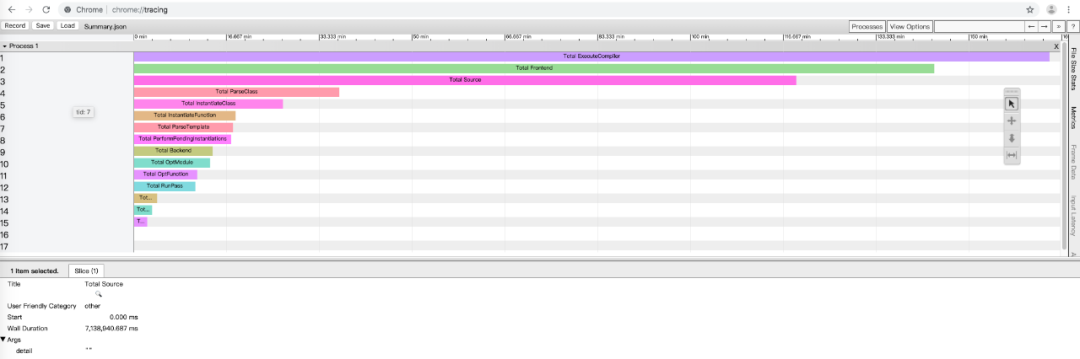 Chrome | chrome://tracing
Record Save Load Summary.json Processes View Options ← → » ?
0 min 16.667 min 33.333 min 50 min 66.667 min 83.333 min 100 min 116.667 min 133.333 min 150 min
▾ Process 1 X
1 Total ExecuteCompiler
2 Total Frontend
3 Total Source
4 Total ParseClass
5 Total InstantiateClass
tid: 7
6 Total InstantiateFunction
7 Total ParseTemplate
8 Total PerformPendingInstantiations
9 Total Backend
10 Total OptModule
11 Total OptFunction
12 Total RunPass
13 Tot...
14 Tot...
15 T...
16
17
File Size Stats
Metrics
Frame Data
Input Latency
1 item selected. Slice (1)
Title Total Source
User Friendly Category other
Start 0.000 ms
Wall Duration 7,138,940.687 ms
▼ Args
detail ""